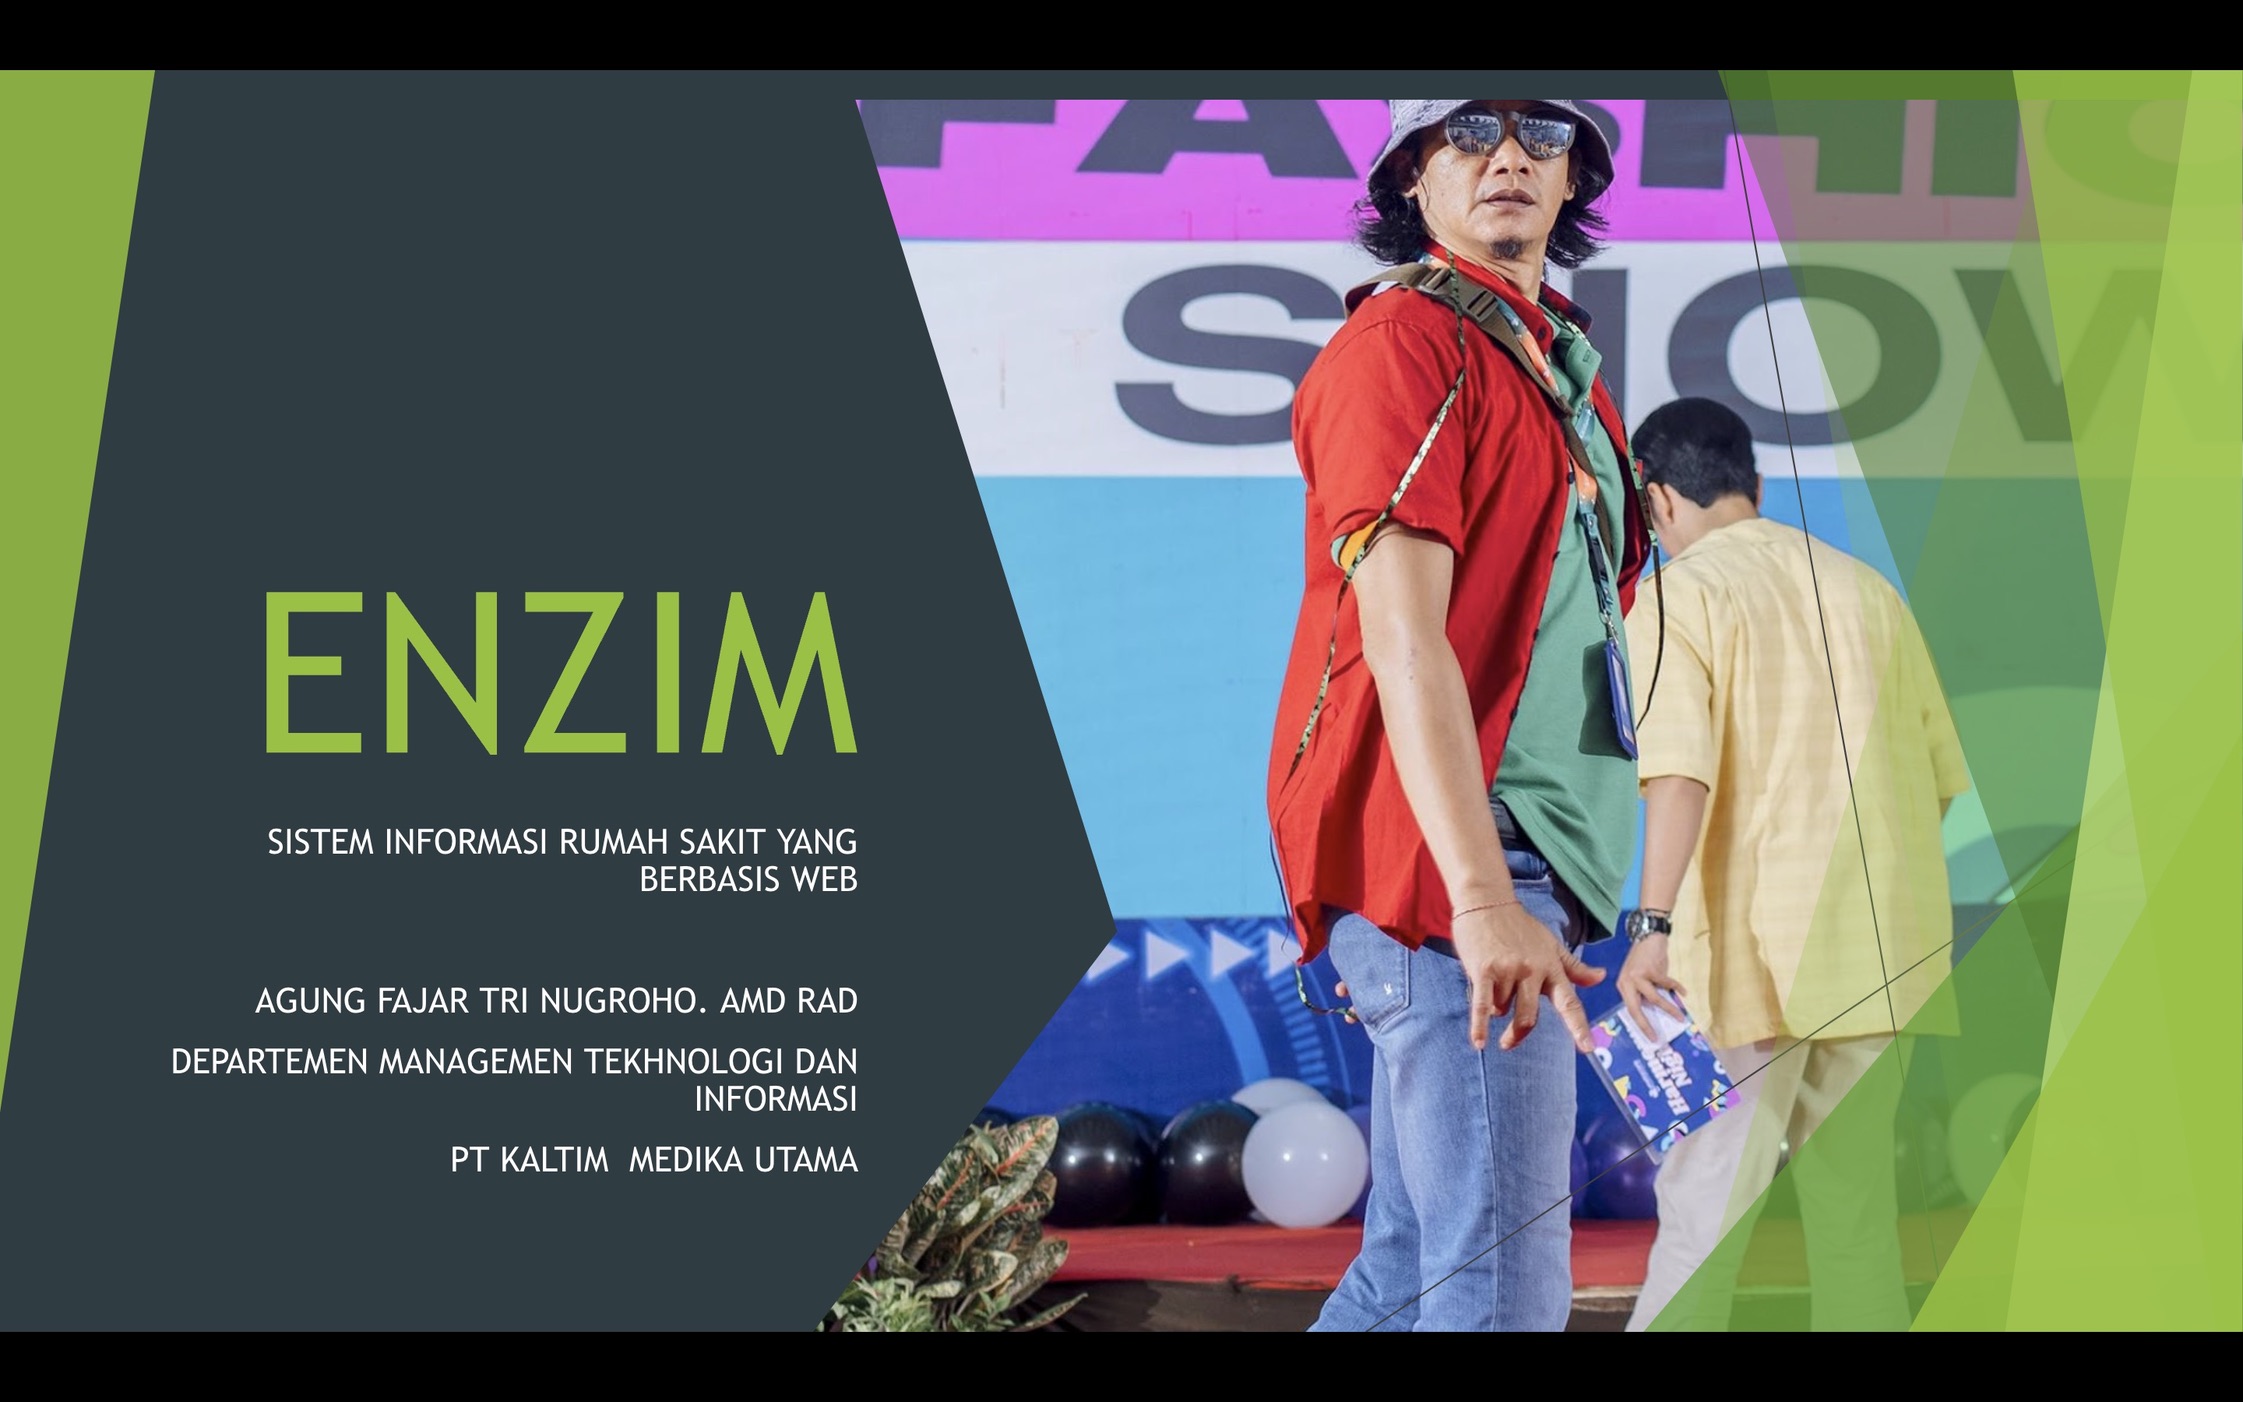 FASHIO
SHOW
ENZIM
SISTEM INFORMASI RUMAH SAKIT YANG
BERBASIS WEB
AGUNG FAJAR TRI NUGROHO. AMD RAD
DEPARTEMEN MANAGEMEN TEKHNOLOGI DAN
INFORMASI
PT KALTIM  MEDIKA UTAMA